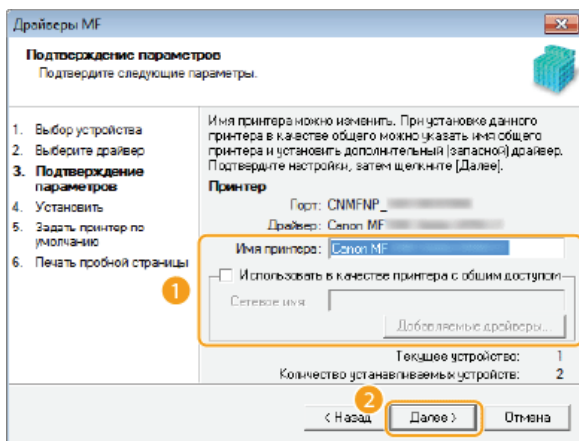 Драйверы MF
Подтверждение параметров
Подтвердите следующие параметры.
1. Выбор устройства
2. Выберите драйвер
3. Подтверждение
параметров
4. Установить
5. Задать принтер по
умолчанию
6. Печать пробной страницы
Имя принтера можно изменить. При установке данного
принтера в качестве общего можно указать имя общего
принтера и установить дополнительный (запасной) драйвер.
Подтвердите настройки, затем щелкните [Далее].
Принтер
Порт: CNMFNP_
Драйвер: Canon MF
Имя принтера: Canon MF
Использовать в качестве принтера с общим доступом
Сетевое имя
Добавляемые драйверы...
1
Текущее устройство: 1
Количество устанавливаемых устройств: 2
2
< Назад
Далее >
Отмена